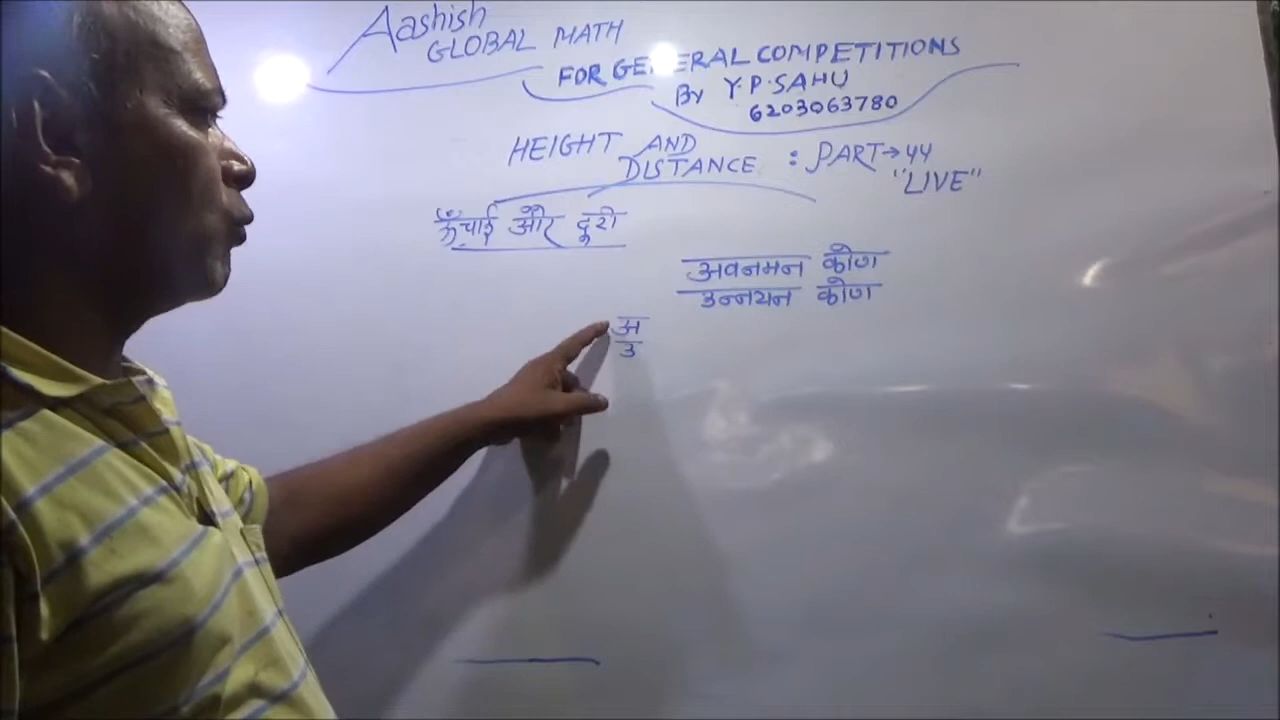 Aashish
GLOBAL MATH
FOR GENERAL COMPETITIONS
By Y.P.SAHU
6203063780
HEIGHT AND
DISTANCE : PART→44
"LIVE"
ऊँचाई और दूरी
अवनमन कोण
उन्नयन कोण
अ
उ